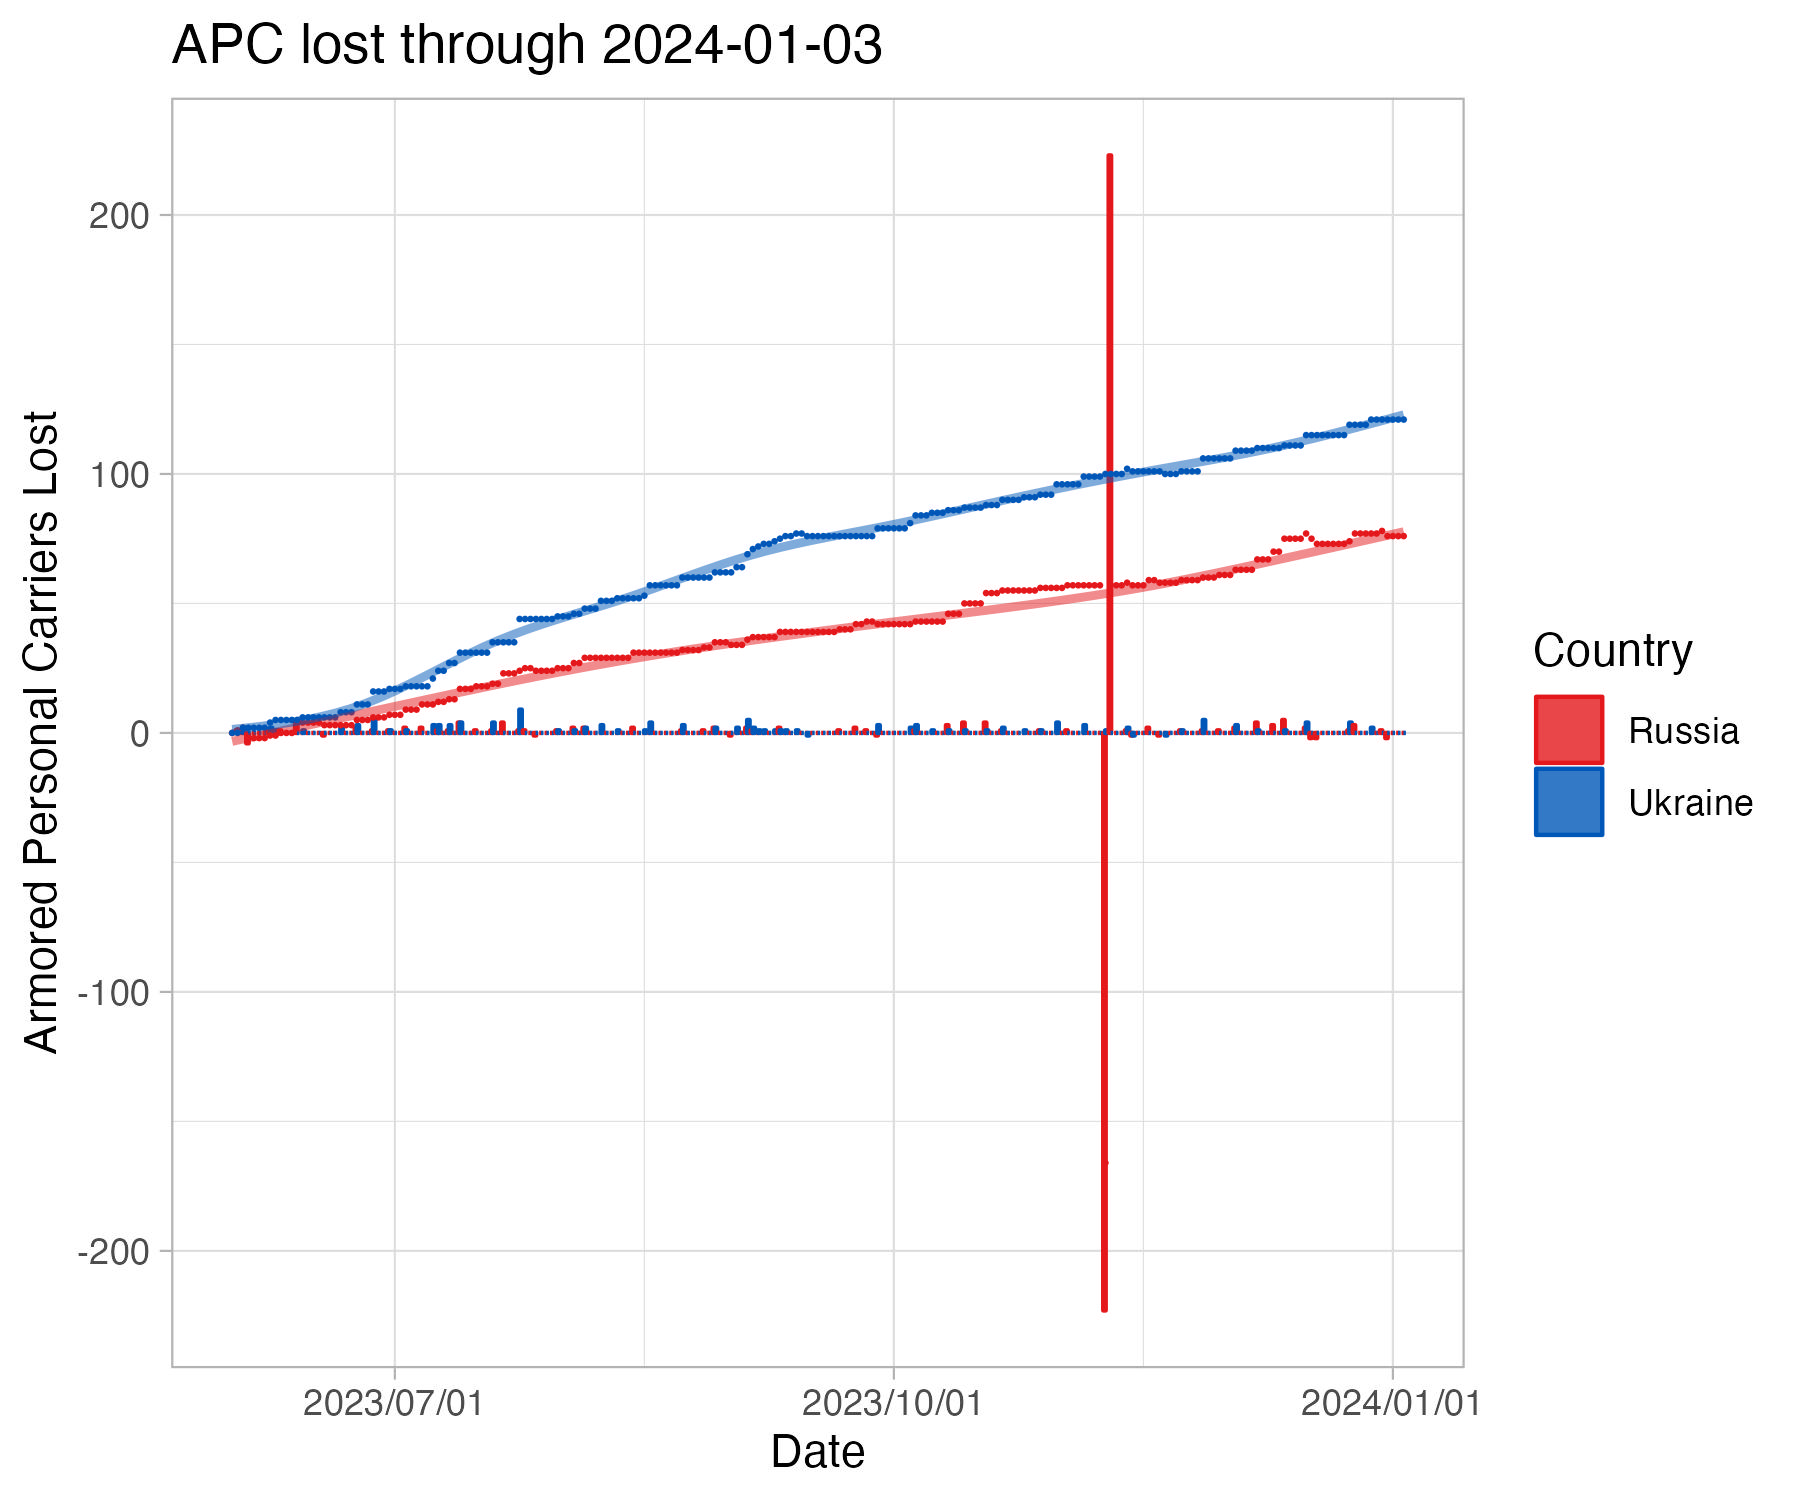 APC lost through 2024-01-03
Armored Personal Carriers Lost
200
100
0
-100
-200
2023/07/01
2023/10/01
2024/01/01
Date
Country
Russia
Ukraine